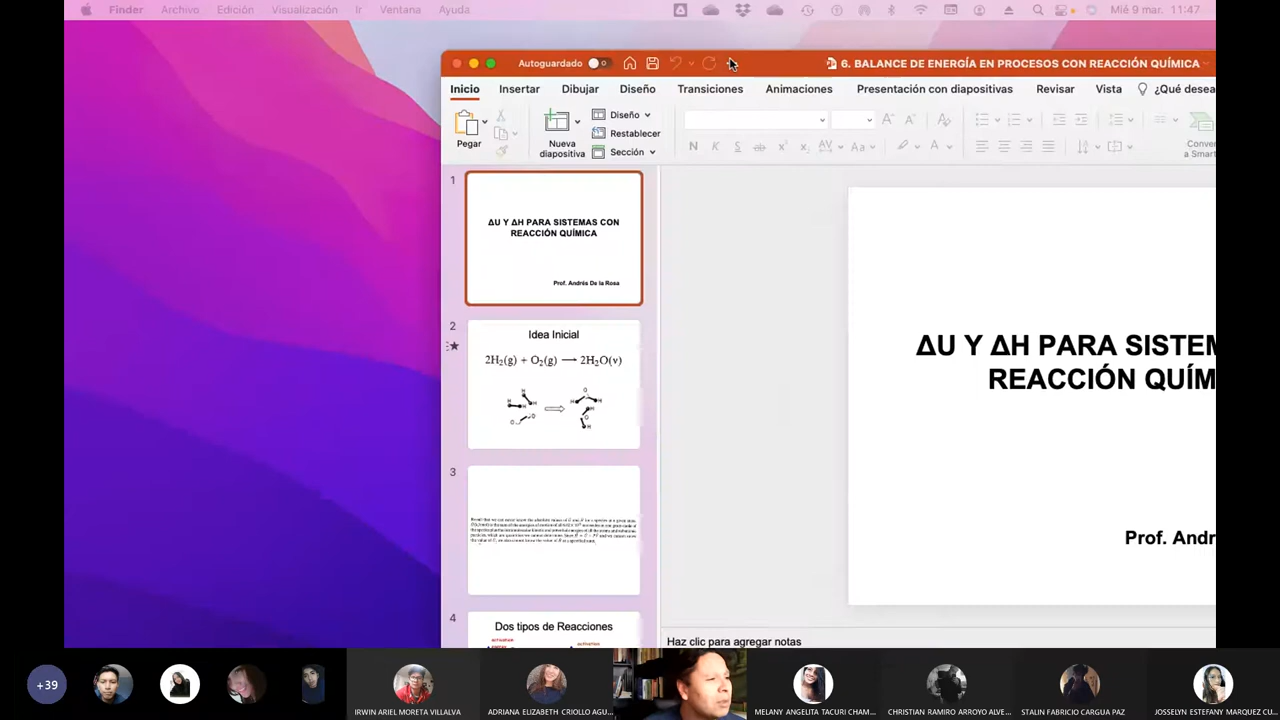 Finder Archivo Edición Visualización Ir Ventana Ayuda Mié 9 mar. 11:47
Autoguardado 6. BALANCE DE ENERGÍA EN PROCESOS CON REACCIÓN QUÍMICA
Inicio Insertar Dibujar Diseño Transiciones Animaciones Presentación con diapositivas Revisar Vista ¿Qué desea
Pegar
Nueva diapositiva
Diseño
Restablecer
Sección
N
Aa
Conver
a Smart
1
ΔU Y ΔH PARA SISTEMAS CON
REACCIÓN QUÍMICA
Prof. Andrés De la Rosa
2
Idea Inicial
2H₂(g) + O₂(g) ⟶ 2H₂O(v)
3
4
Dos tipos de Reacciones
ΔU Y ΔH PARA SISTEM
REACCIÓN QUÍM
Prof. Andr
Haz clic para agregar notas
+39
IRWIN ARIEL MORETA VILLALVA
ADRIANA ELIZABETH CRIOLLO AGU...
MELANY ANGELITA TACURI CHAM...
CHRISTIAN RAMIRO ARROYO ALVE...
STALIN FABRICIO CARGUA PAZ
JOSSELYN ESTEFANY MARQUEZ CU...